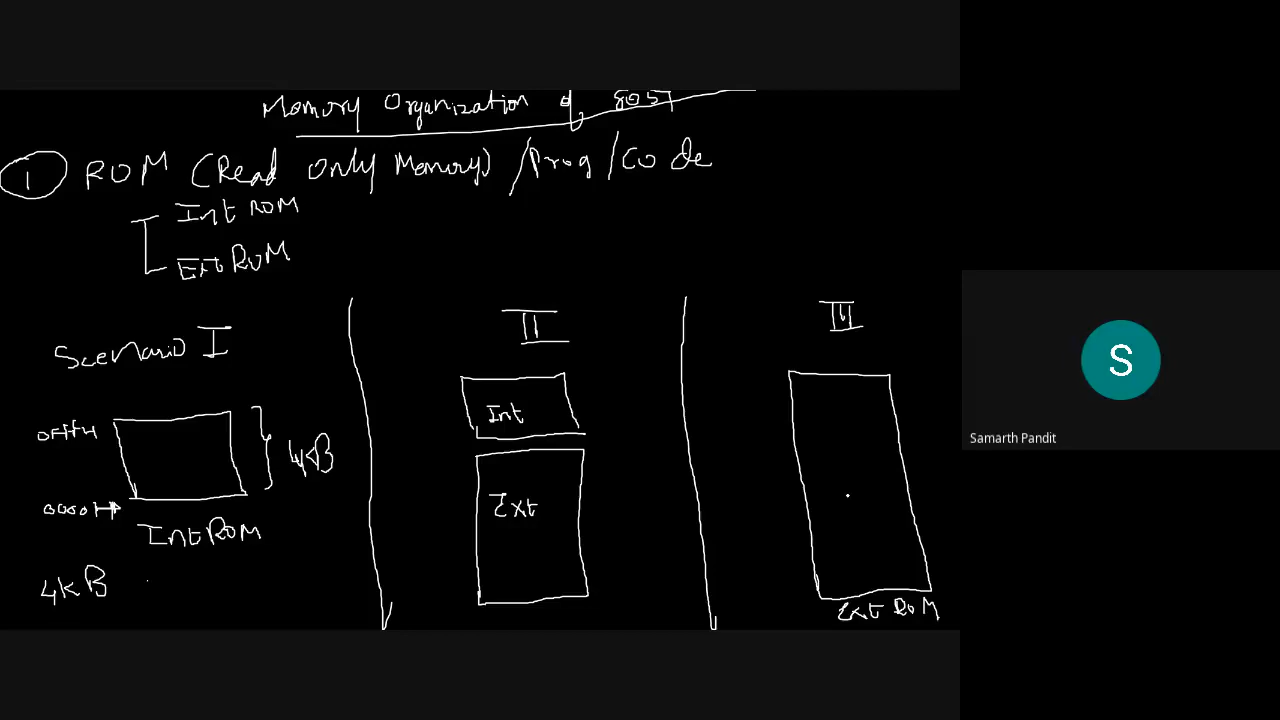 Memory Organization of 8051
1 ROM (Read Only Memory) /Prog /Code
Int ROM
Ext ROM
Scenario I
II
III
0FFFH
4KB
0000H
Int ROM
4KB
Int
Ext
Ext ROM
S
Samarth Pandit